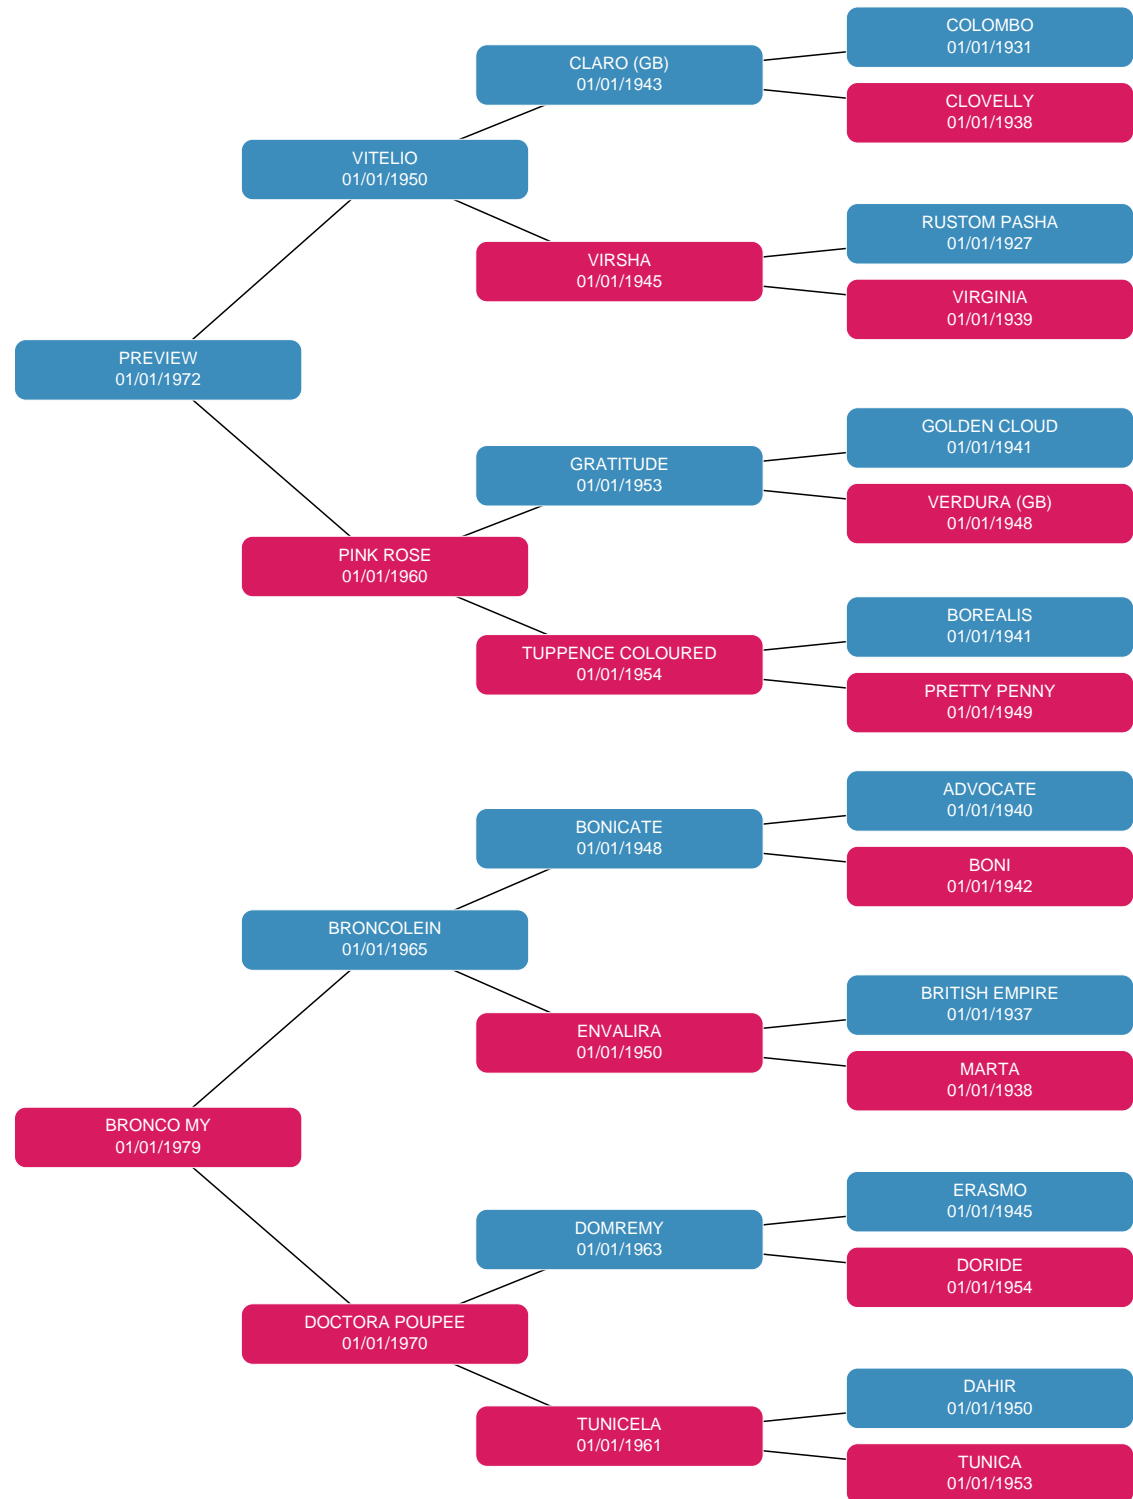 COLOMBO
01/01/1931
CLARO (GB)
01/01/1943
CLOVELLY
01/01/1938
VITELIO
01/01/1950
RUSTOM PASHA
01/01/1927
VIRSHA
01/01/1945
VIRGINIA
01/01/1939
PREVIEW
01/01/1972
GOLDEN CLOUD
01/01/1941
GRATITUDE
01/01/1953
VERDURA (GB)
01/01/1948
PINK ROSE
01/01/1960
BOREALIS
01/01/1941
TUPPENCE COLOURED
01/01/1954
PRETTY PENNY
01/01/1949
ADVOCATE
01/01/1940
BONICATE
01/01/1948
BONI
01/01/1942
BRONCOLEIN
01/01/1965
BRITISH EMPIRE
01/01/1937
ENVALIRA
01/01/1950
MARTA
01/01/1938
BRONCO MY
01/01/1979
ERASMO
01/01/1945
DOMREMY
01/01/1963
DORIDE
01/01/1954
DOCTORA POUPEE
01/01/1970
DAHIR
01/01/1950
TUNICELA
01/01/1961
TUNICA
01/01/1953